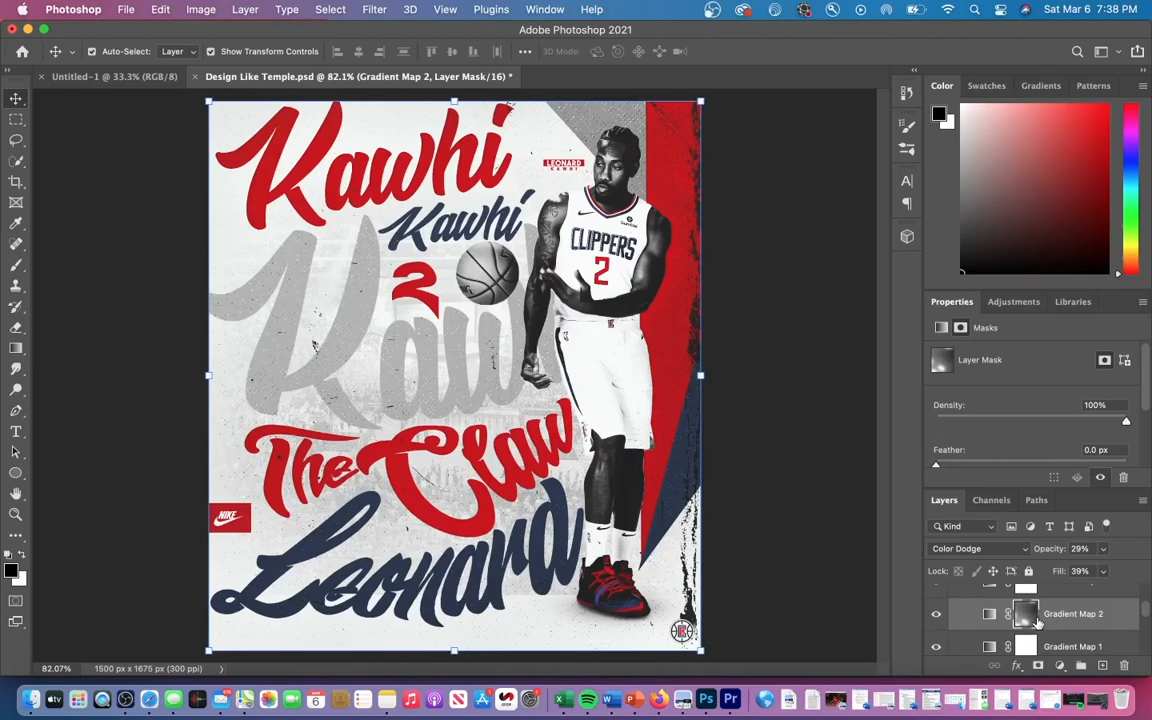 Photoshop File Edit Image Layer Type Select Filter 3D View Plugins Window Help
Sat Mar 6 7:38 PM
Adobe Photoshop 2021
Auto-Select: Layer Show Transform Controls 3D Mode:
Untitled-1 @ 33.3% (RGB/8)
Design Like Temple.psd @ 82.1% (Gradient Map 2, Layer Mask/16) *
Color Swatches Gradients Patterns
Kawhi
LEONARD
KAWHI
Kawhi
CLIPPERS
2
2
Kaw
The Claw
NIKE
Leonard
Properties Adjustments Libraries
Masks
Layer Mask
Density: 100%
Feather: 0.0 px
Layers Channels Paths
Kind
Color Dodge Opacity: 29%
Lock: Fill: 39%
Gradient Map 2
Gradient Map 1
82.07% 1500 px x 1675 px (300 ppi)